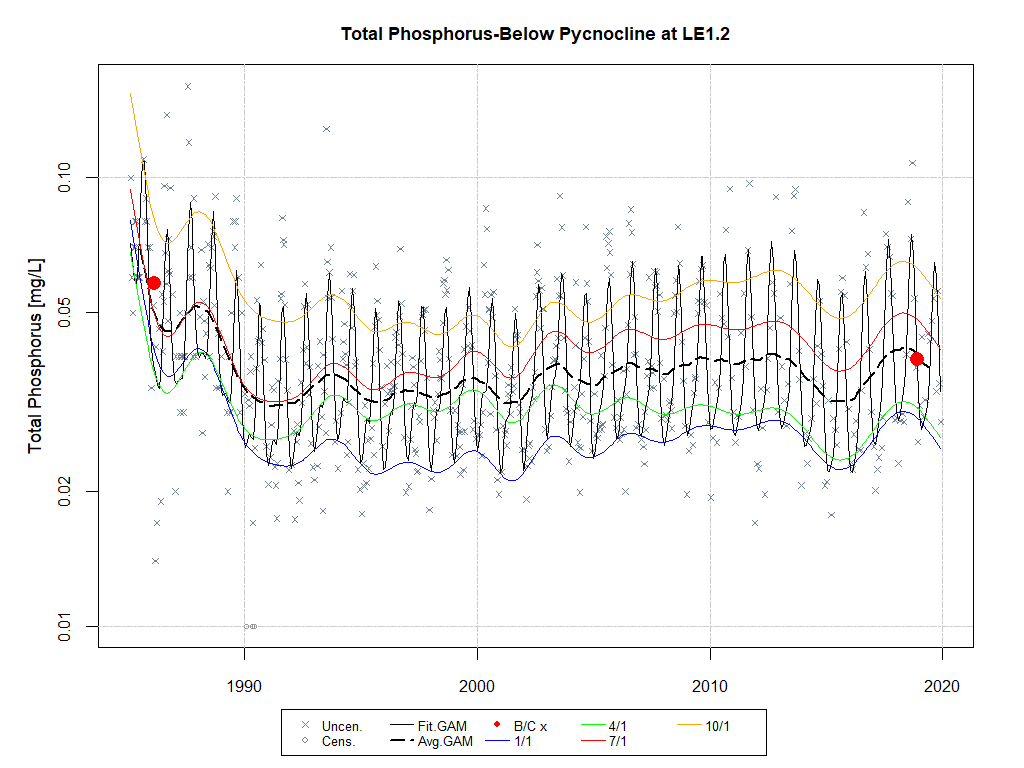 Total Phosphorus-Below Pycnocline at LE1.2
Total Phosphorus [mg/L]
0.10
0.05
0.02
0.01
1990 2000 2010 2020
Uncen. Fit.GAM B/C x 4/1 10/1
Cens. Avg.GAM 1/1 7/1